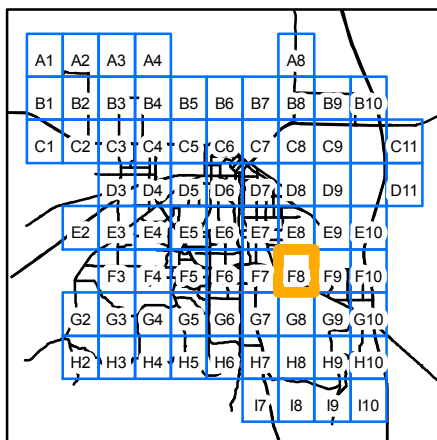 A1 A2 A3 A4 A8
B1 B2 B3 B4 B5 B6 B7 B8 B9 B10
C1 C2 C3 C4 C5 C6 C7 C8 C9 C11
D3 D4 D5 D6 D7 D8 D9 D11
E2 E3 E4 E5 E6 E7 E8 E9 E10
F3 F4 F5 F6 F7 F8 F9 F10
G2 G3 G4 G5 G6 G7 G8 G9 G10
H2 H3 H4 H5 H6 H7 H8 H9 H10
I7 I8 I9 I10